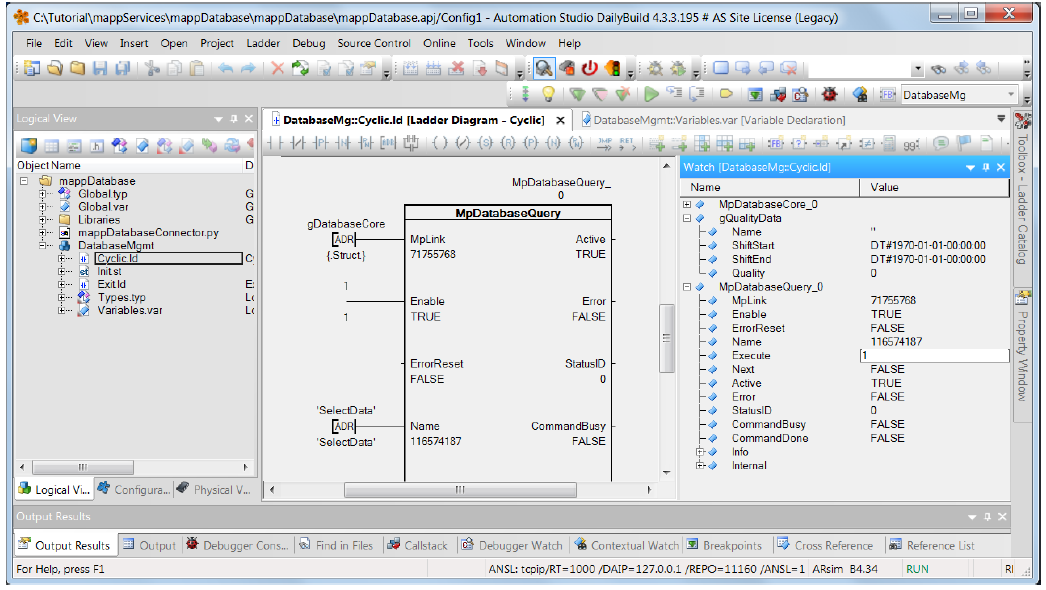 C:\Tutorial\mappServices\mappDatabase\mappDatabase\mappDatabase.apj/Config1 - Automation Studio DailyBuild 4.3.3.195 # AS Site License (Legacy)
File Edit View Insert Open Project Ladder Debug Source Control Online Tools Window Help
DatabaseMg
Logical View
Object Name D
mappDatabase
Global.typ G
Global.var G
Libraries G
mappDatabaseConnector.py
DatabaseMgmt
Cyclic.ld C
Init.st
Exit.ld E
Types.typ L
Variables.var L
Logical Vi... Configura... Physical V...
DatabaseMg::Cyclic.ld [Ladder Diagram - Cyclic]
DatabaseMgmt::Variables.var [Variable Declaration]
MpDatabaseQuery_
0
MpDatabaseQuery
gDatabaseCore
ADR
{.Struct.}
MpLink Active
71755768 TRUE
1
Enable Error
1 TRUE FALSE
ErrorReset StatusID
FALSE 0
'SelectData'
ADR
Name CommandBusy
'SelectData' 116574187 FALSE
Watch [DatabaseMg::Cyclic.ld]
Name Value
MpDatabaseCore_0
gQualityData
Name ''
ShiftStart DT#1970-01-01-00:00:00
ShiftEnd DT#1970-01-01-00:00:00
Quality 0
MpDatabaseQuery_0
MpLink 71755768
Enable TRUE
ErrorReset FALSE
Name 116574187
Execute 1
Next FALSE
Active TRUE
Error FALSE
StatusID 0
CommandBusy FALSE
CommandDone FALSE
Info
Internal
Toolbox - Ladder Catalog
Property Window
Output Results
Output Results Output Debugger Cons... Find in Files Callstack Debugger Watch Contextual Watch Breakpoints Cross Reference Reference List
For Help, press F1 ANSL: tcpip/RT=1000 /DAIP=127.0.0.1 /REPO=11160 /ANSL=1 ARsim B4.34 RUN